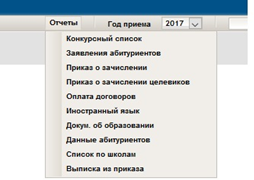 Отчеты Год приема 2017
Конкурсный список
Заявления абитуриентов
Приказ о зачислении
Приказ о зачислении целевиков
Оплата договоров
Иностранный язык
Докум. об образовании
Данные абитуриентов
Список по школам
Выписка из приказа